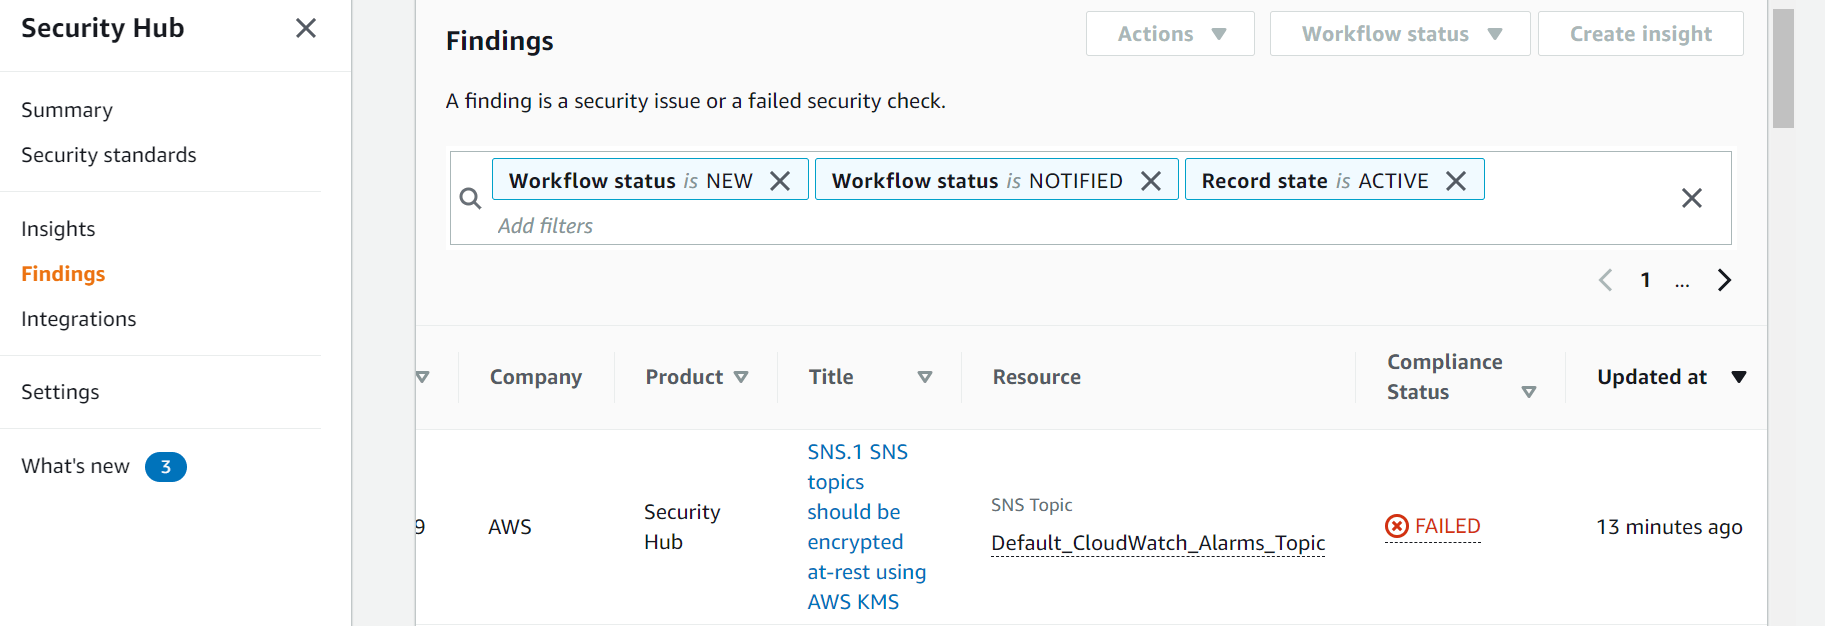 Security Hub
Summary
Security standards
Insights
Findings
Integrations
Settings
What's new 3
Findings
Actions
Workflow status
Create insight
A finding is a security issue or a failed security check.
Workflow status is NEW
Workflow status is NOTIFIED
Record state is ACTIVE
Add filters
1 ...
Company
Product
Title
Resource
Compliance
Status
Updated at
9
AWS
Security
Hub
SNS.1 SNS
topics
should be
encrypted
at-rest using
AWS KMS
SNS Topic
Default_CloudWatch_Alarms_Topic
FAILED
13 minutes ago